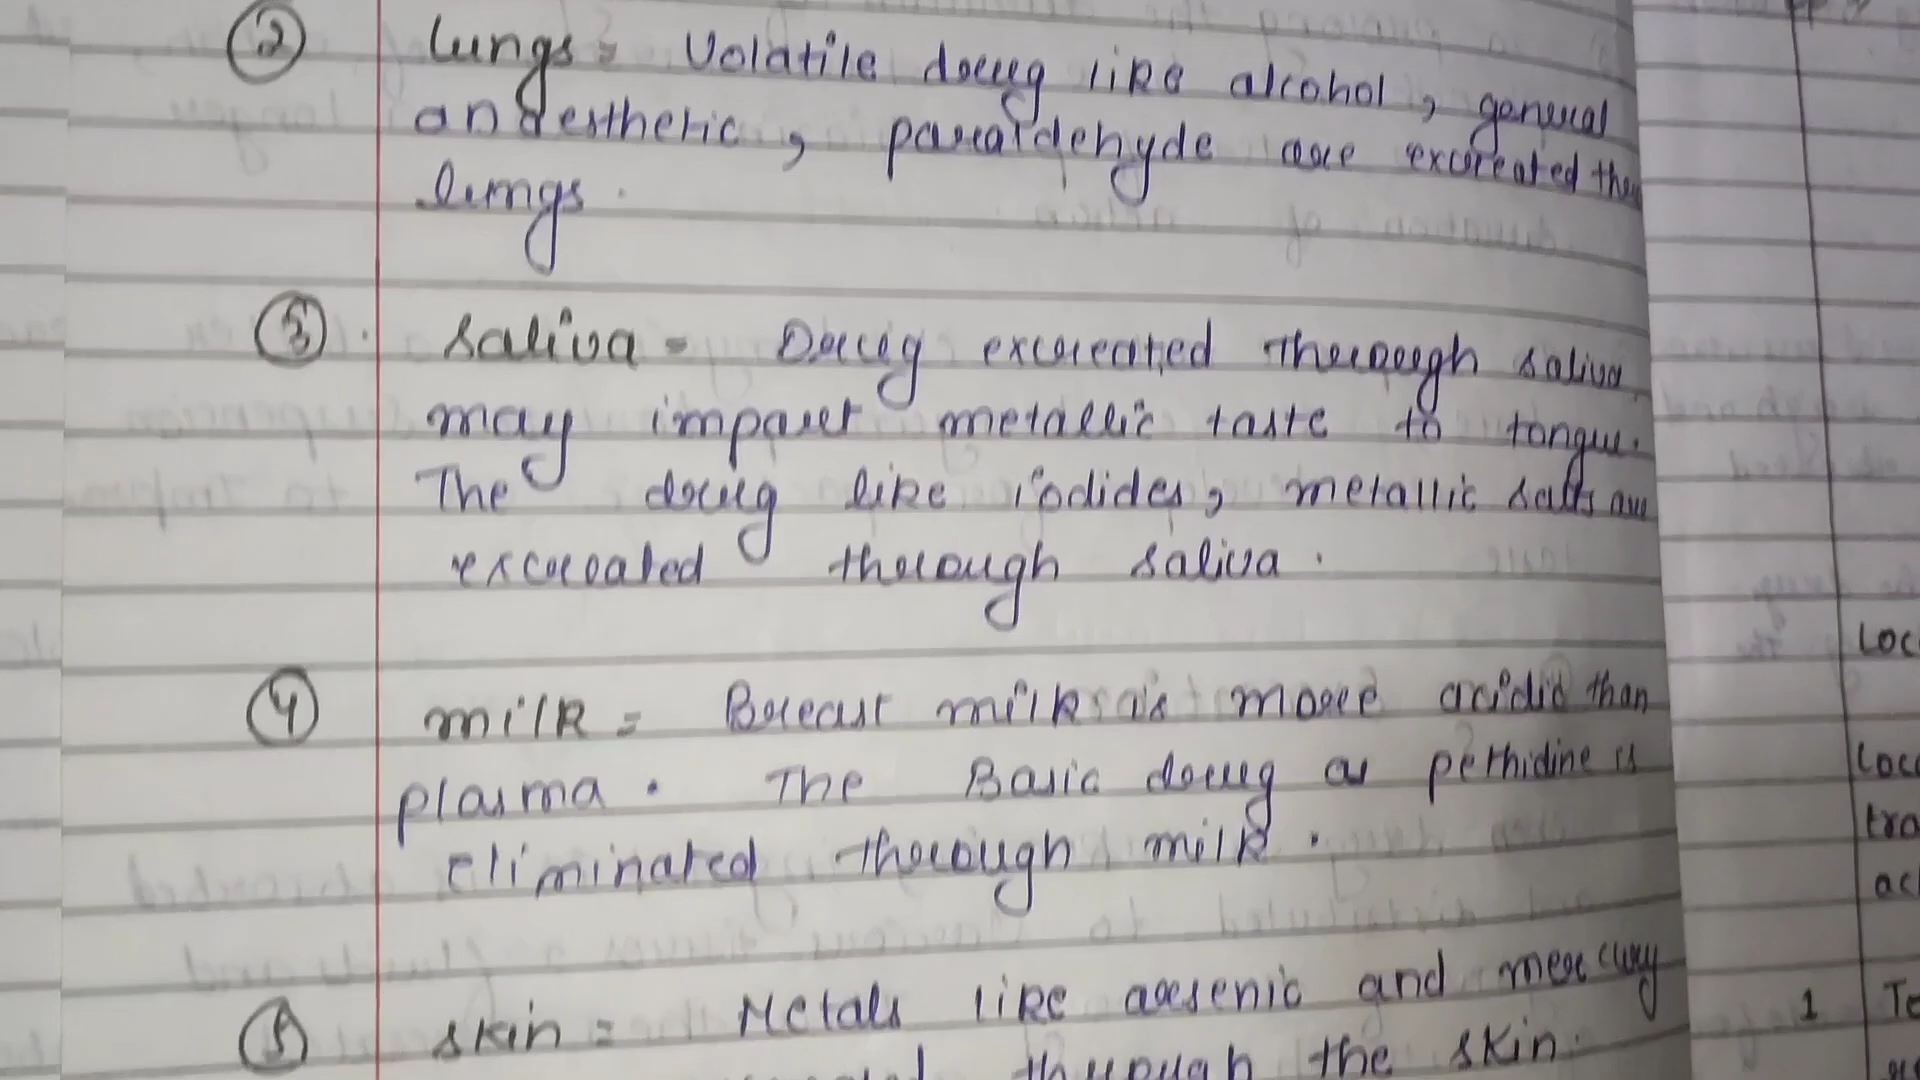 ② lungs = Volatile drug like alcohol, general
anaesthetic, paraldehyde are excreated thro
lungs.
③. saliva = Drug excreated through saliva
may impart metallic taste to tongue.
The drug like iodides, metallic salts are
excreated through saliva.
④ milk = Breast milk is more acidic than
plasma. The Basic drug as pethidine is
eliminated through milk.
⑤ skin = Metals like arsenic and mercury
through the skin.
Loc
Loca
tra
ac
1 Te